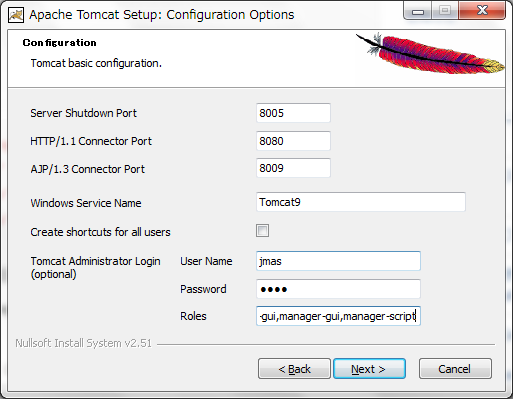 Apache Tomcat Setup: Configuration Options
Configuration
Tomcat basic configuration.
Server Shutdown Port 8005
HTTP/1.1 Connector Port 8080
AJP/1.3 Connector Port 8009
Windows Service Name Tomcat9
Create shortcuts for all users
Tomcat Administrator Login User Name jmas
(optional)
Password ●●●●
Roles -gui,manager-gui,manager-script
Nullsoft Install System v2.51
< Back Next > Cancel